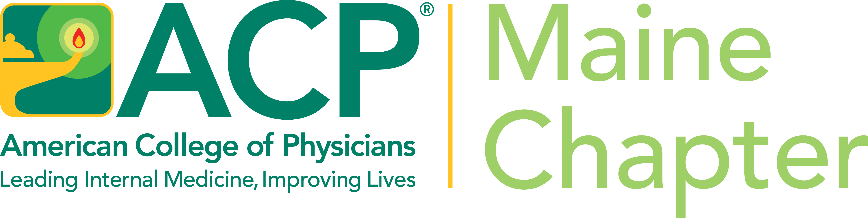 ACP®
American College of Physicians
Leading Internal Medicine, Improving Lives
Maine
Chapter